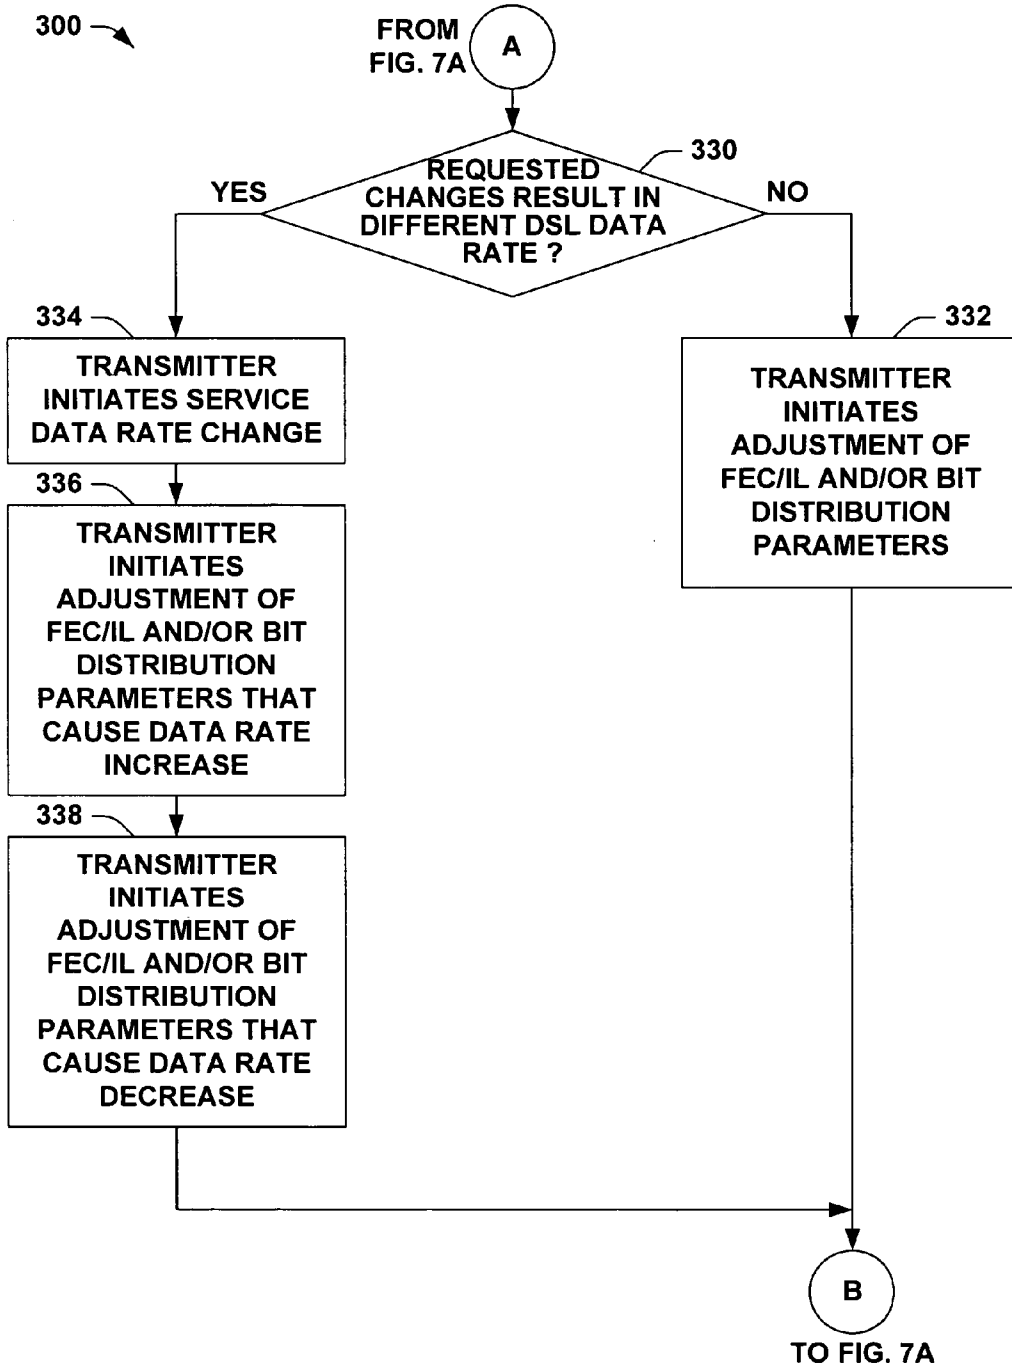 300
FROM
FIG. 7A
A
330
REQUESTED
CHANGES RESULT IN
DIFFERENT DSL DATA
RATE ?
YES
NO
334
TRANSMITTER
INITIATES SERVICE
DATA RATE CHANGE
332
TRANSMITTER
INITIATES
ADJUSTMENT OF
FEC/IL AND/OR BIT
DISTRIBUTION
PARAMETERS
336
TRANSMITTER
INITIATES
ADJUSTMENT OF
FEC/IL AND/OR BIT
DISTRIBUTION
PARAMETERS THAT
CAUSE DATA RATE
INCREASE
338
TRANSMITTER
INITIATES
ADJUSTMENT OF
FEC/IL AND/OR BIT
DISTRIBUTION
PARAMETERS THAT
CAUSE DATA RATE
DECREASE
B
TO FIG. 7A